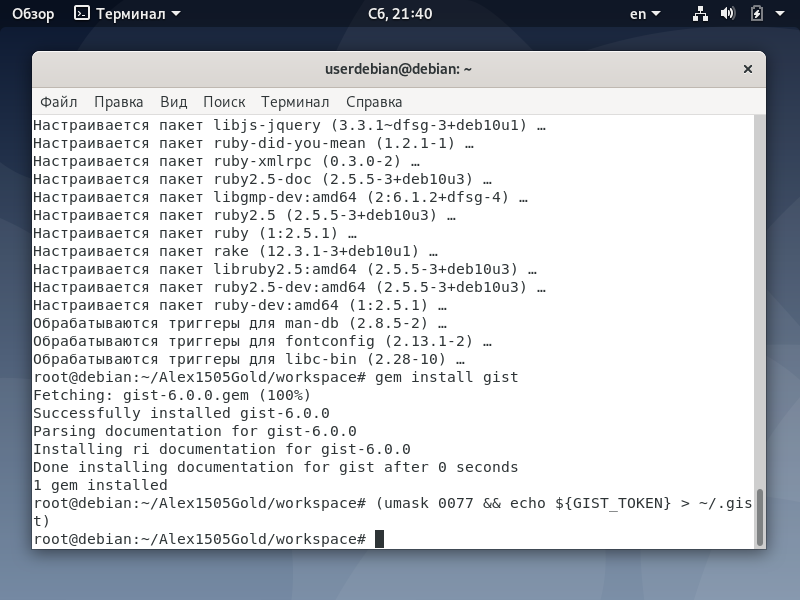 Обзор Терминал Сб, 21:40 en
userdebian@debian: ~ ×
Файл Правка Вид Поиск Терминал Справка
Настраивается пакет libjs-jquery (3.3.1~dfsg-3+deb10u1) …
Настраивается пакет ruby-did-you-mean (1.2.1-1) …
Настраивается пакет ruby-xmlrpc (0.3.0-2) …
Настраивается пакет ruby2.5-doc (2.5.5-3+deb10u3) …
Настраивается пакет libgmp-dev:amd64 (2:6.1.2+dfsg-4) …
Настраивается пакет ruby2.5 (2.5.5-3+deb10u3) …
Настраивается пакет ruby (1:2.5.1) …
Настраивается пакет rake (12.3.1-3+deb10u1) …
Настраивается пакет libruby2.5:amd64 (2.5.5-3+deb10u3) …
Настраивается пакет ruby2.5-dev:amd64 (2.5.5-3+deb10u3) …
Настраивается пакет ruby-dev:amd64 (1:2.5.1) …
Обрабатываются триггеры для man-db (2.8.5-2) …
Обрабатываются триггеры для fontconfig (2.13.1-2) …
Обрабатываются триггеры для libc-bin (2.28-10) …
root@debian:~/Alex1505Gold/workspace# gem install gist
Fetching: gist-6.0.0.gem (100%)
Successfully installed gist-6.0.0
Parsing documentation for gist-6.0.0
Installing ri documentation for gist-6.0.0
Done installing documentation for gist after 0 seconds
1 gem installed
root@debian:~/Alex1505Gold/workspace# (umask 0077 && echo ${GIST_TOKEN} > ~/.gis
t)
root@debian:~/Alex1505Gold/workspace#